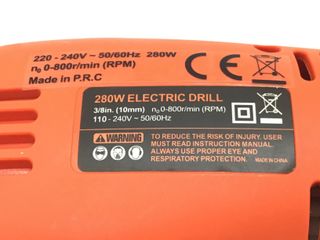 220 - 240V ~ 50/60Hz 280W
n₀ 0-800r/min (RPM)
Made in P.R.C
CE
280W ELECTRIC DRILL
3/8in. (10mm) n₀ 0-800r/min (RPM)
110 - 240V ~ 50/60Hz
WARNING
TO REDUCE THE RISK OF INJURY. USER
MUST READ INSTRUCTION MANUAL.
ALWAYS USE PROPER EYE AND
RESPIRATORY PROTECTION.
MADE IN CHINA